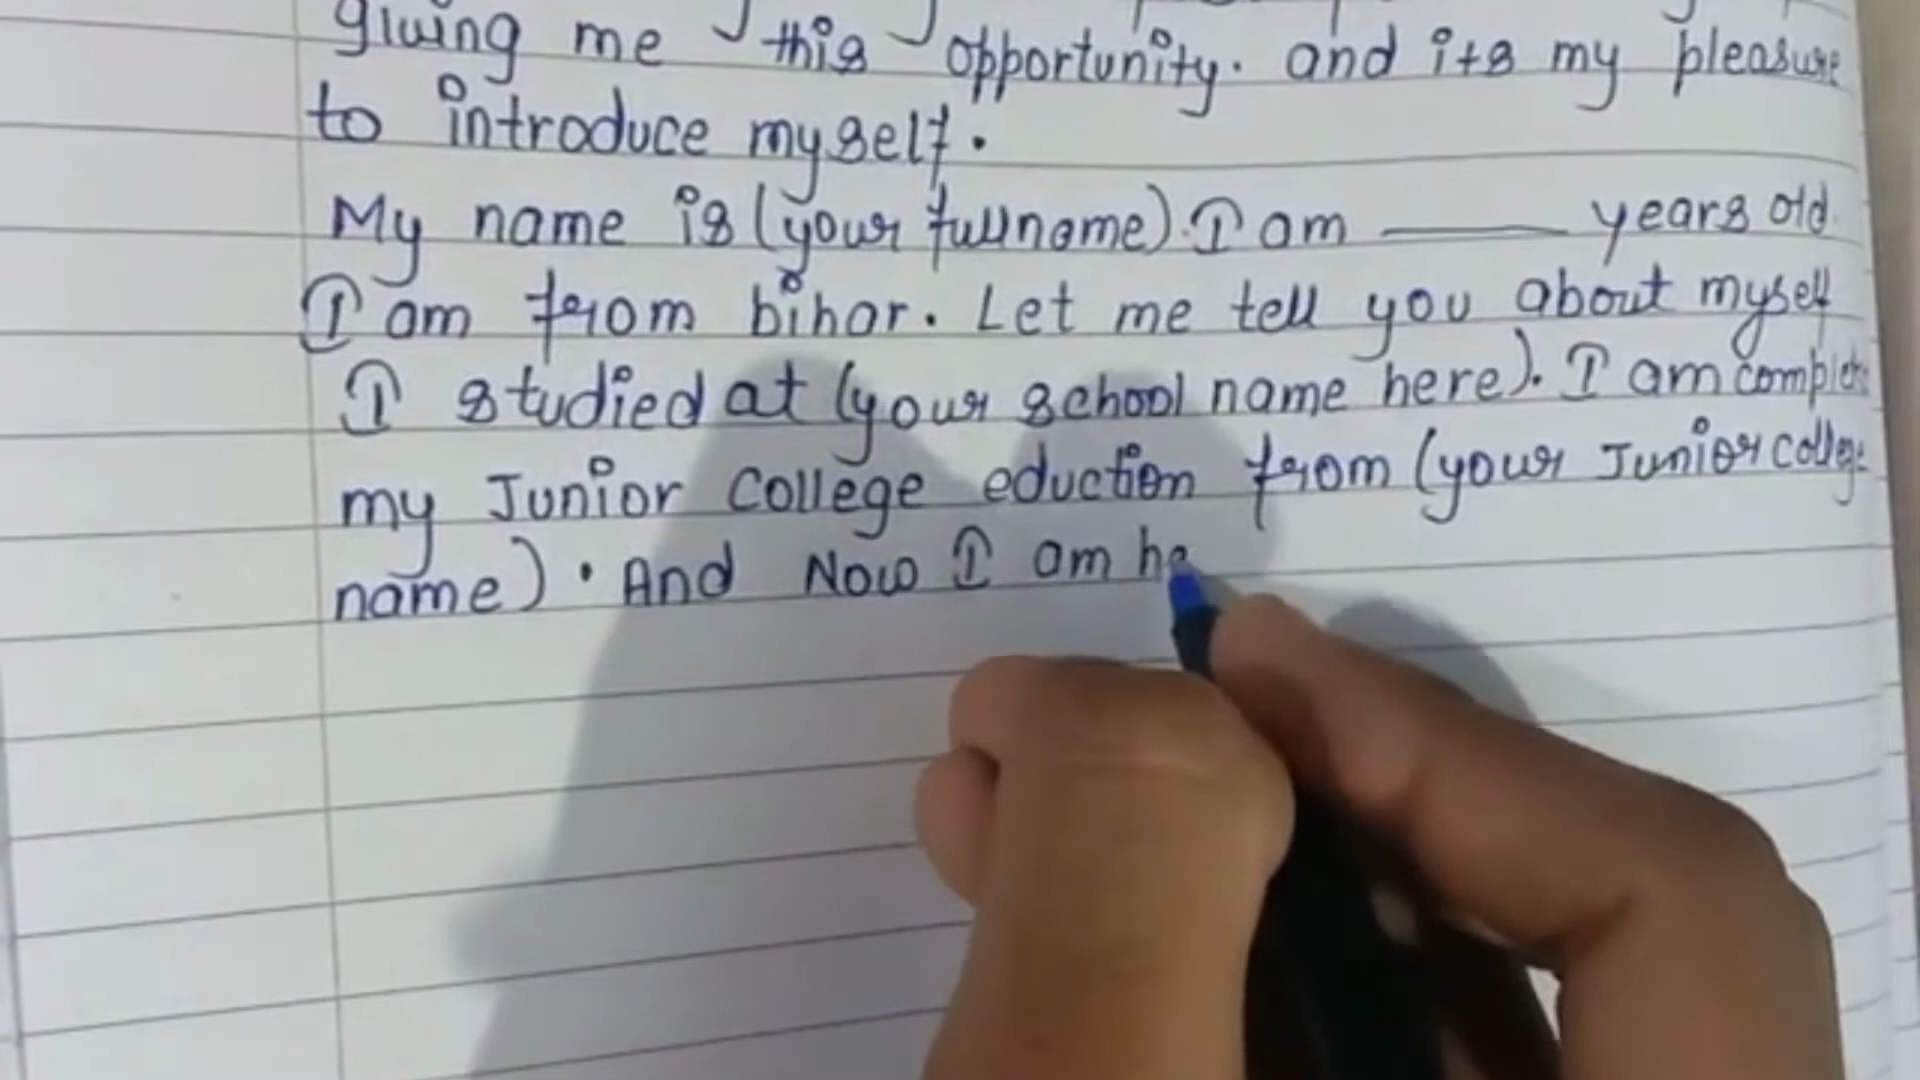 giving me this opportunity. and its my pleasure
to introduce myself.
My name is (your fullname). I am ——— years old.
I am from bihar. Let me tell you about myself
I studied at (your school name here). I am complete
my Junior College eduction from (your Junior college
name). And Now I am he